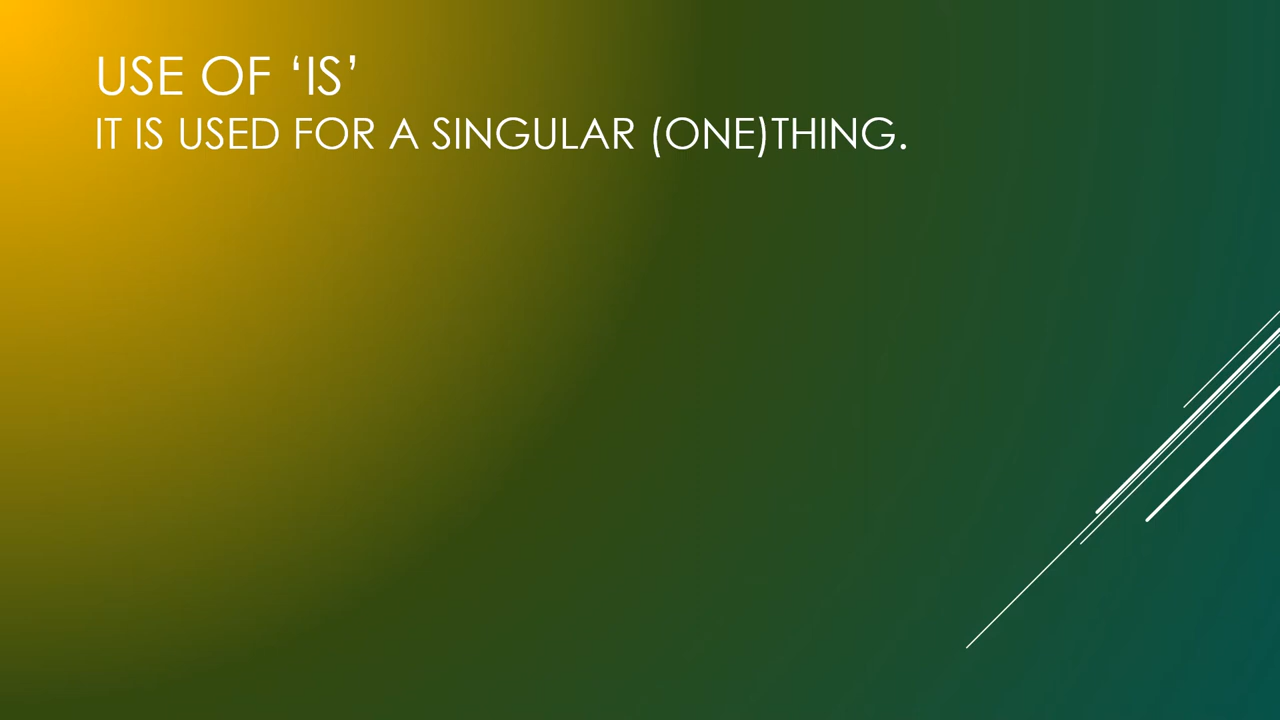 USE OF ‘IS’
IT IS USED FOR A SINGULAR (ONE)THING.